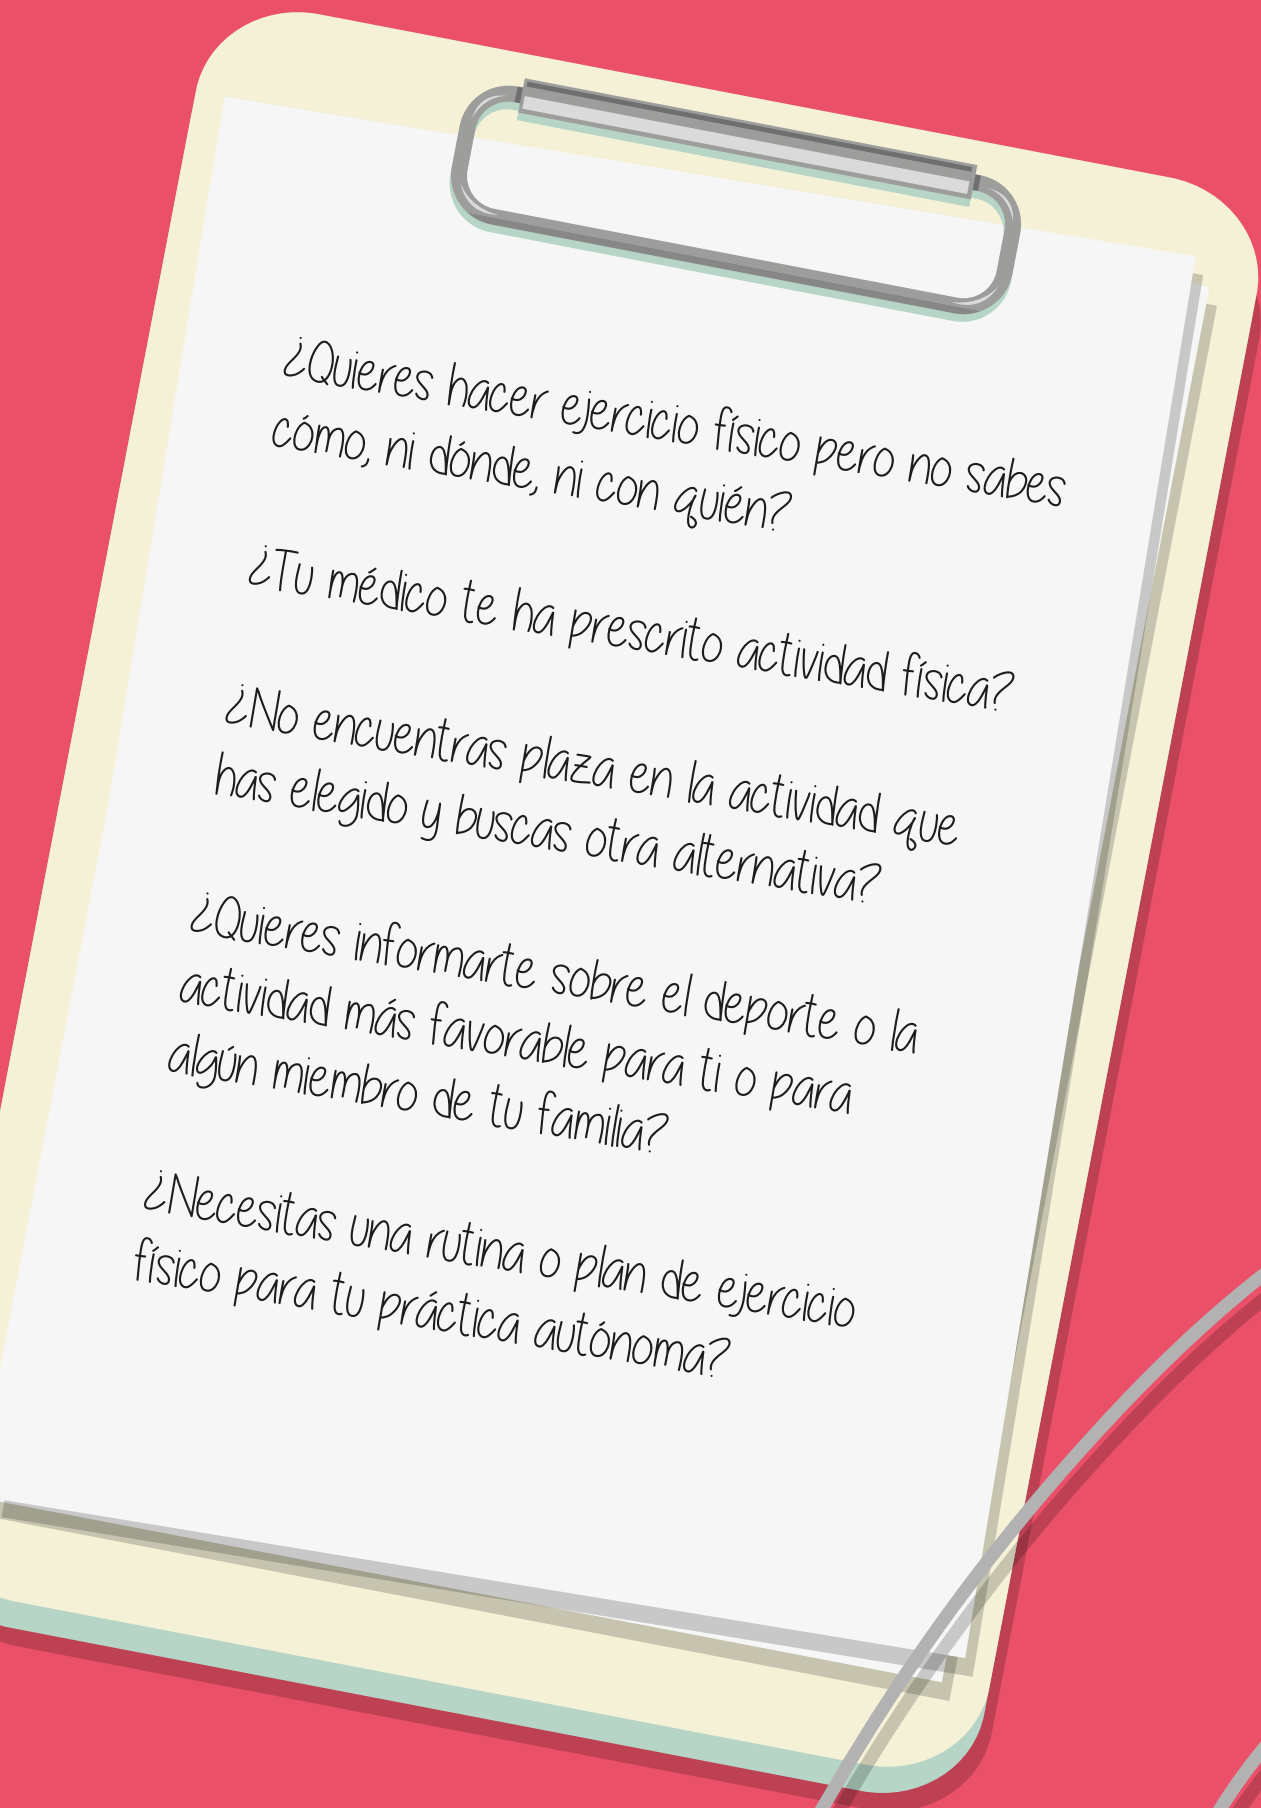 ¿Quieres hacer ejercicio físico pero no sabes
cómo, ni dónde, ni con quién?
¿Tu médico te ha prescrito actividad física?
¿No encuentras plaza en la actividad que
has elegido y buscas otra alternativa?
¿Quieres informarte sobre el deporte o la
actividad más favorable para ti o para
algún miembro de tu familia?
¿Necesitas una rutina o plan de ejercicio
físico para tu práctica autónoma?